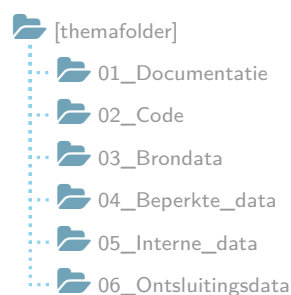 [themafolder]
01_Documentatie
02_Code
03_Brondata
04_Beperkte_data
05_Interne_data
06_Ontsluitingsdata